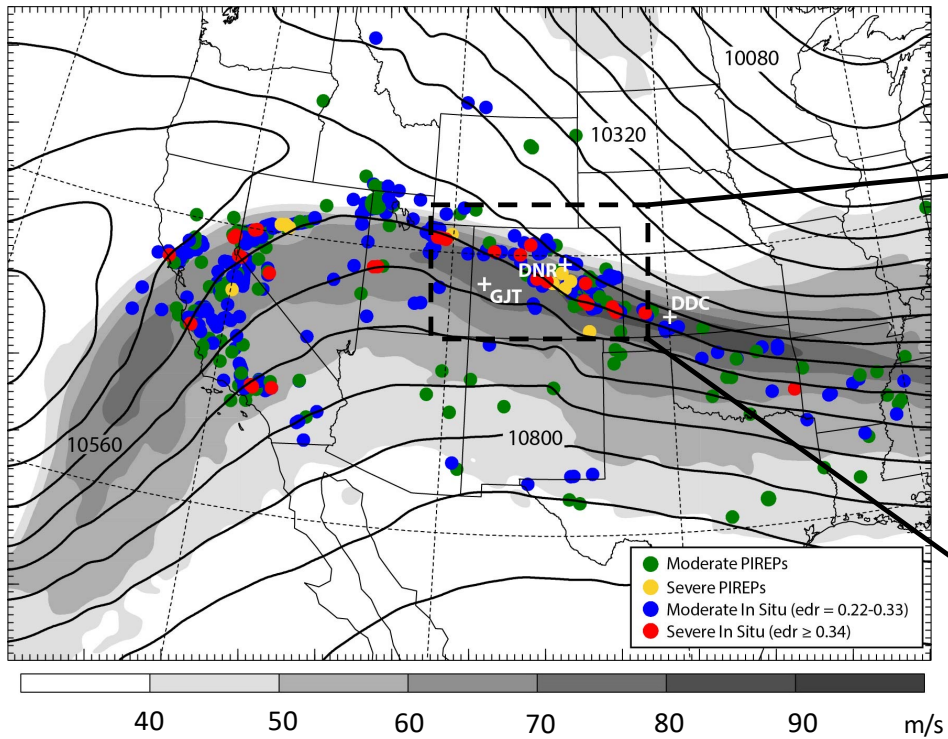 10080
10320
DNR
GJT
DDC
10560
10800
Moderate PIREPs
Severe PIREPs
Moderate In Situ (edr = 0.22-0.33)
Severe In Situ (edr ≥ 0.34)
40 50 60 70 80 90 m/s